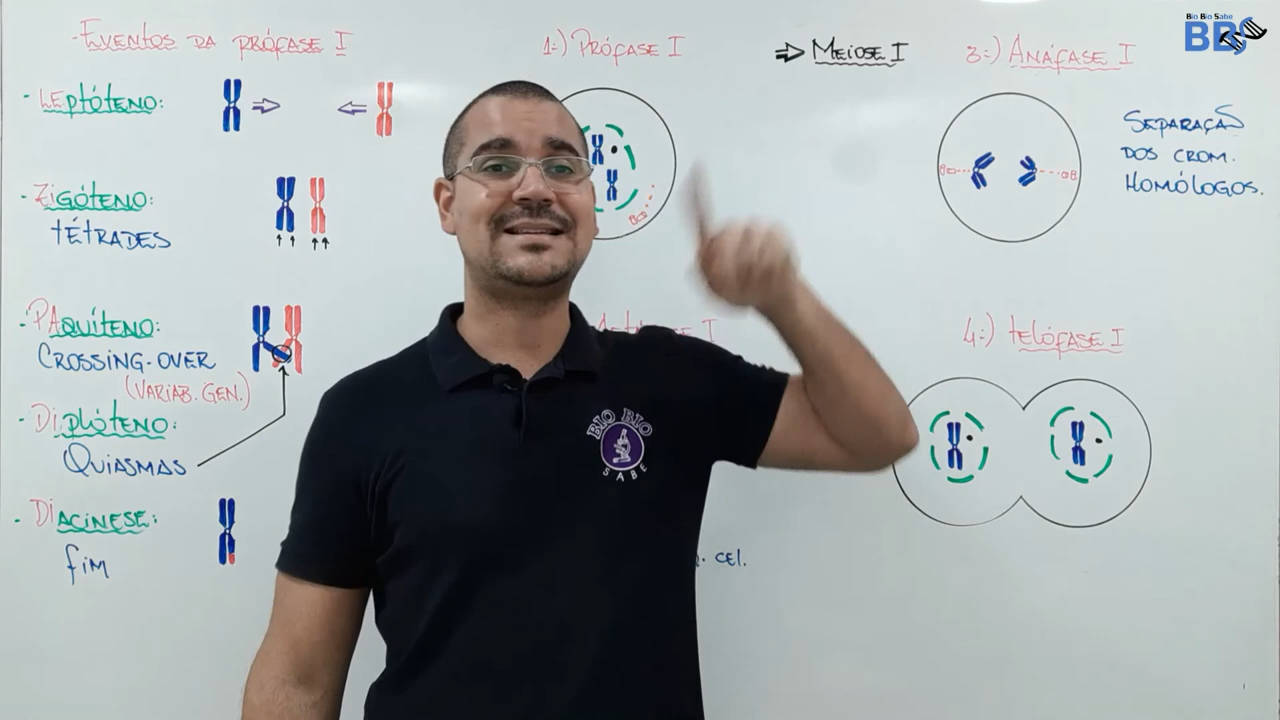 - Eventos da Prófase I
· Leptóteno:
· Zigóteno:
tétrades
· Paquíteno:
Crossing-over
(Variab. Gen.)
· Diplóteno:
Quiasmas
· Diacinese:
fim
1-) Prófase I
⇒ Meiose I
3-) Anáfase I
Separação
dos crom.
homólogos.
4-) Telófase I
cel.
Bio Bio Sabe
BBS
BIO BIO
SABE